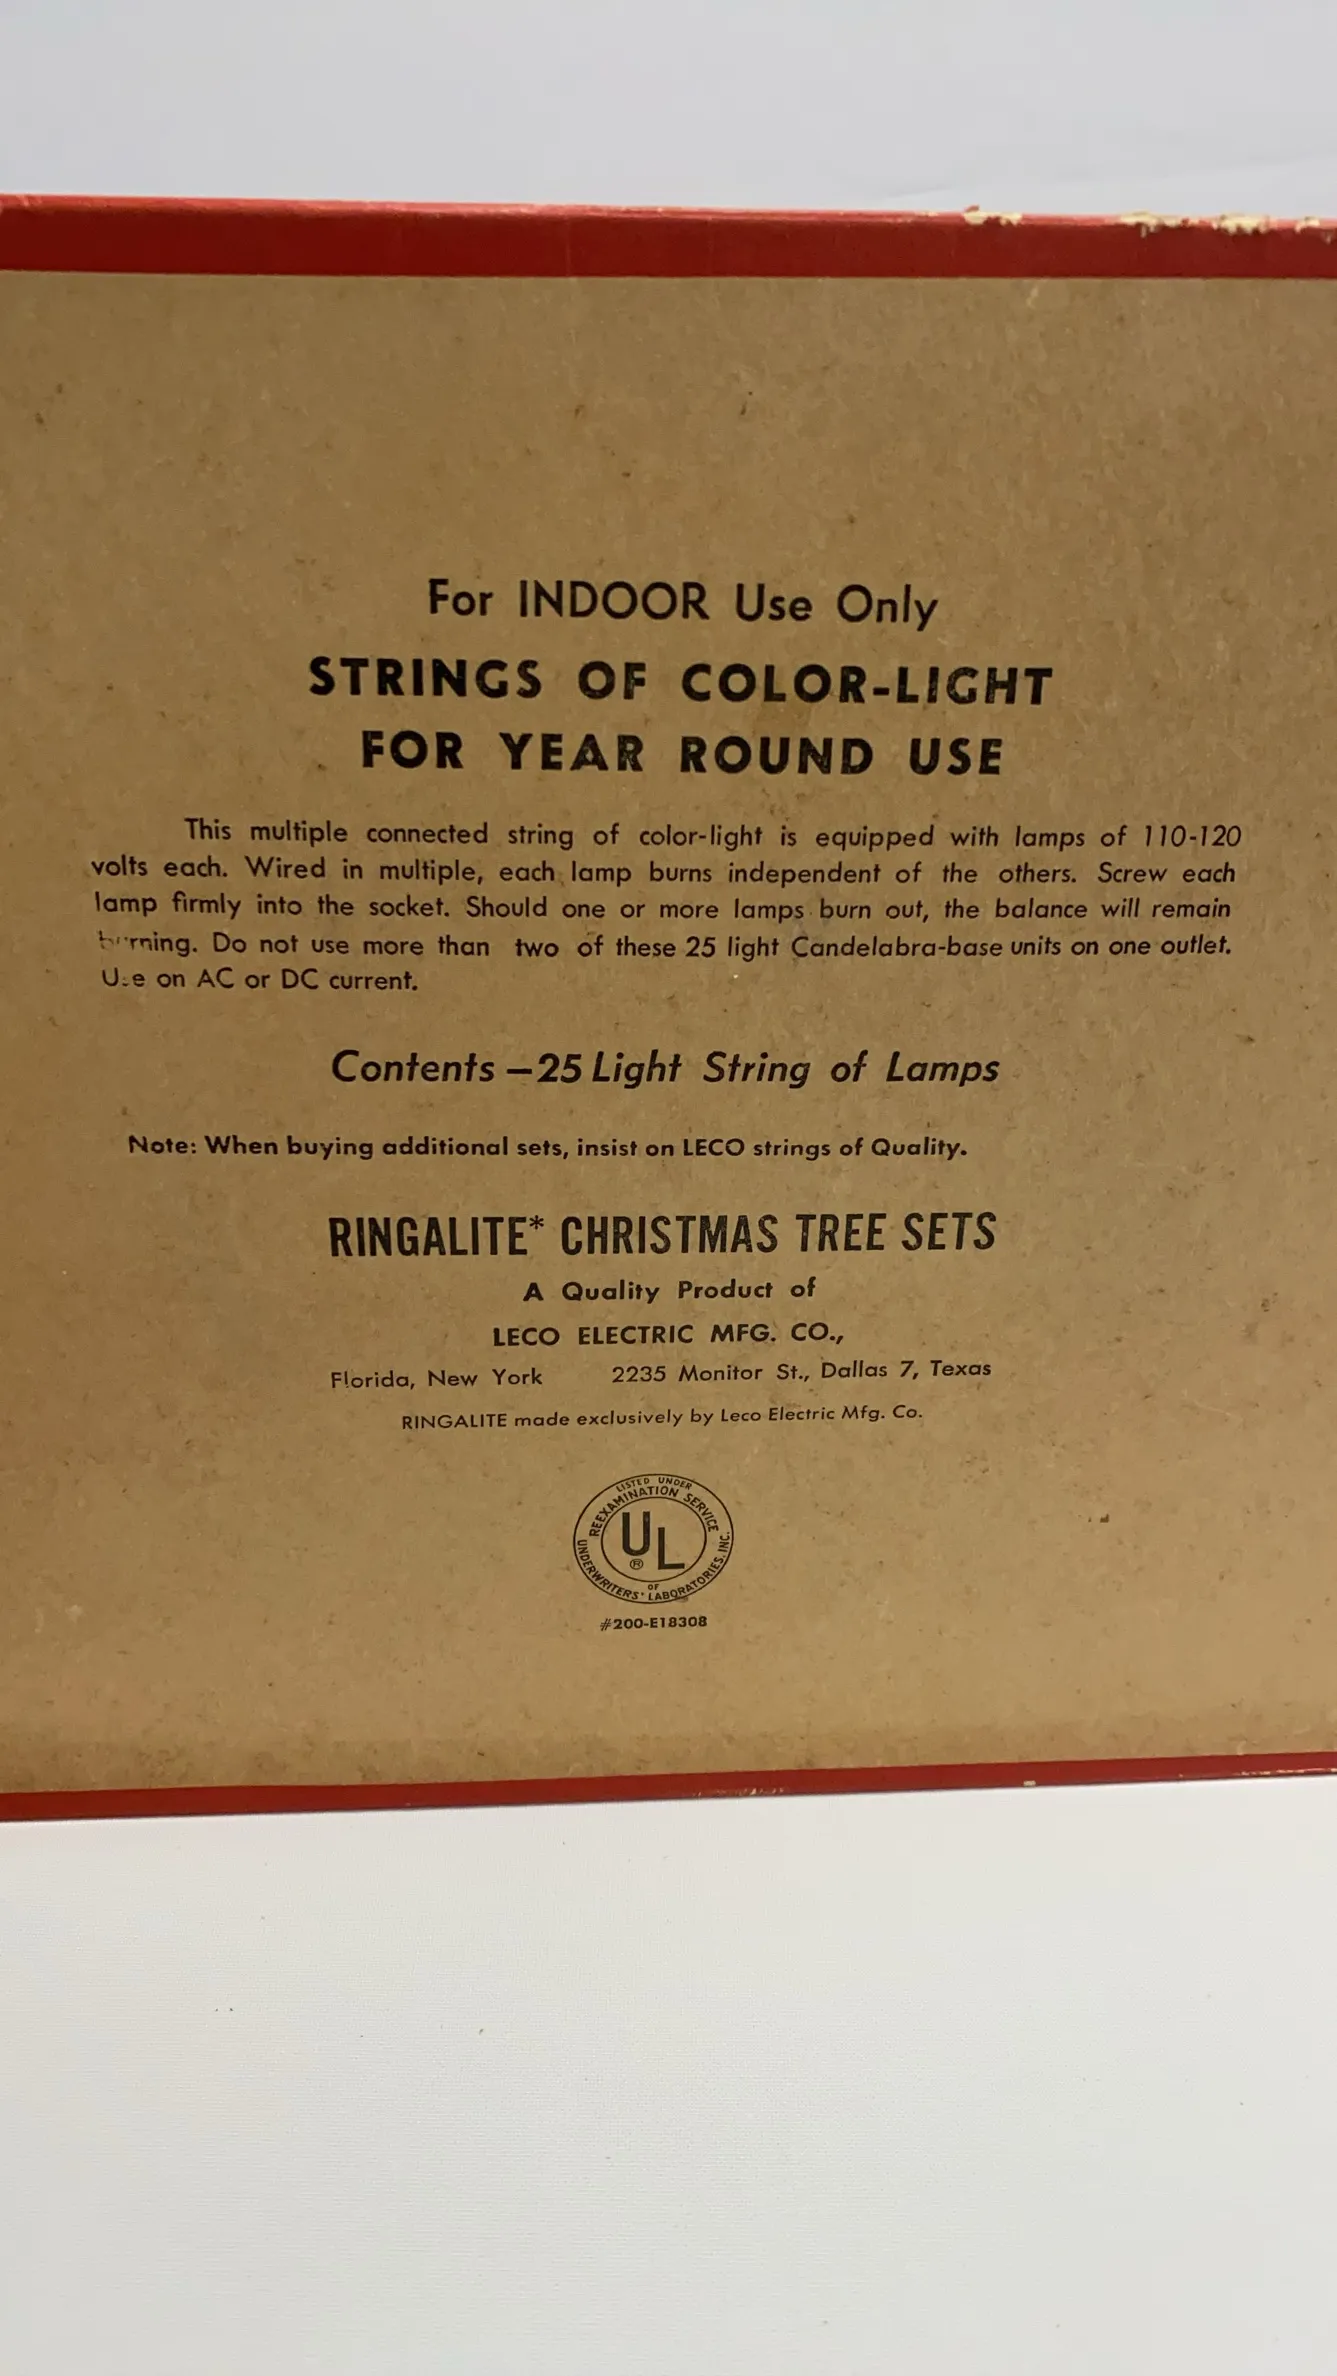 For INDOOR Use Only
STRINGS OF COLOR-LIGHT
FOR YEAR ROUND USE
This multiple connected string of color-light is equipped with lamps of 110-120
volts each. Wired in multiple, each lamp burns independent of the others. Screw each
lamp firmly into the socket. Should one or more lamps burn out, the balance will remain
burning. Do not use more than two of these 25 light Candelabra-base units on one outlet.
Use on AC or DC current.
Contents – 25 Light String of Lamps
Note: When buying additional sets, insist on LECO strings of Quality.
RINGALITE* CHRISTMAS TREE SETS
A Quality Product of
LECO ELECTRIC MFG. CO.,
Florida, New York 2235 Monitor St., Dallas 7, Texas
RINGALITE made exclusively by Leco Electric Mfg. Co.
LISTED UNDER
REEXAMINATION SERVICE
UL
®
OF
UNDERWRITERS' LABORATORIES, INC.
#200-E18308